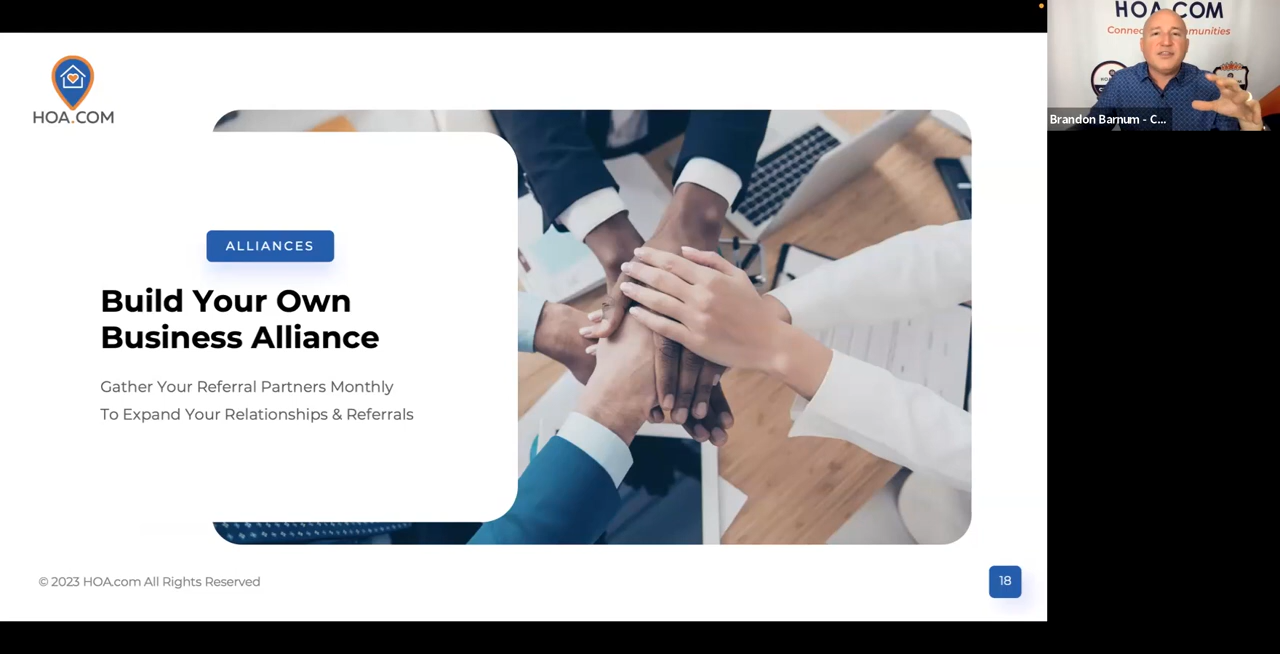 HOA.COM
ALLIANCES
Build Your Own
Business Alliance
Gather Your Referral Partners Monthly
To Expand Your Relationships & Referrals
© 2023 HOA.com All Rights Reserved
18
HOA.COM
Brandon Barnum - C...